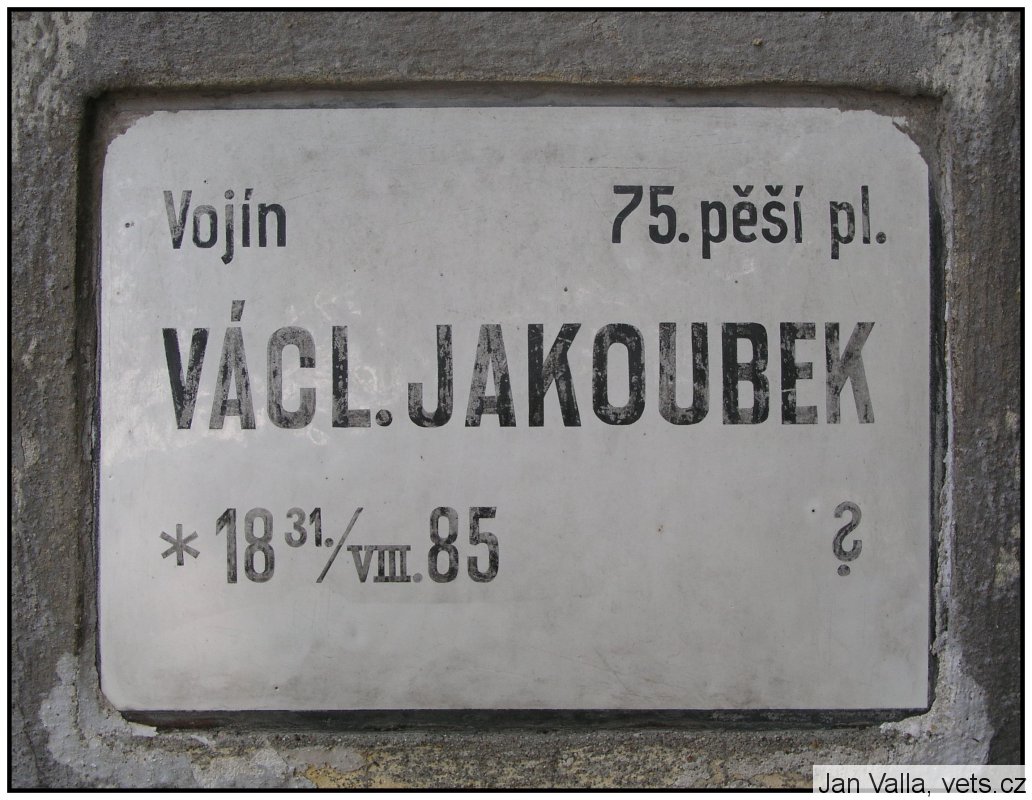 Vojín 75. pěší pl.
VÁCL. JAKOUBEK
* 18 31./VIII. 85 ?
Jan Valla, vets.cz